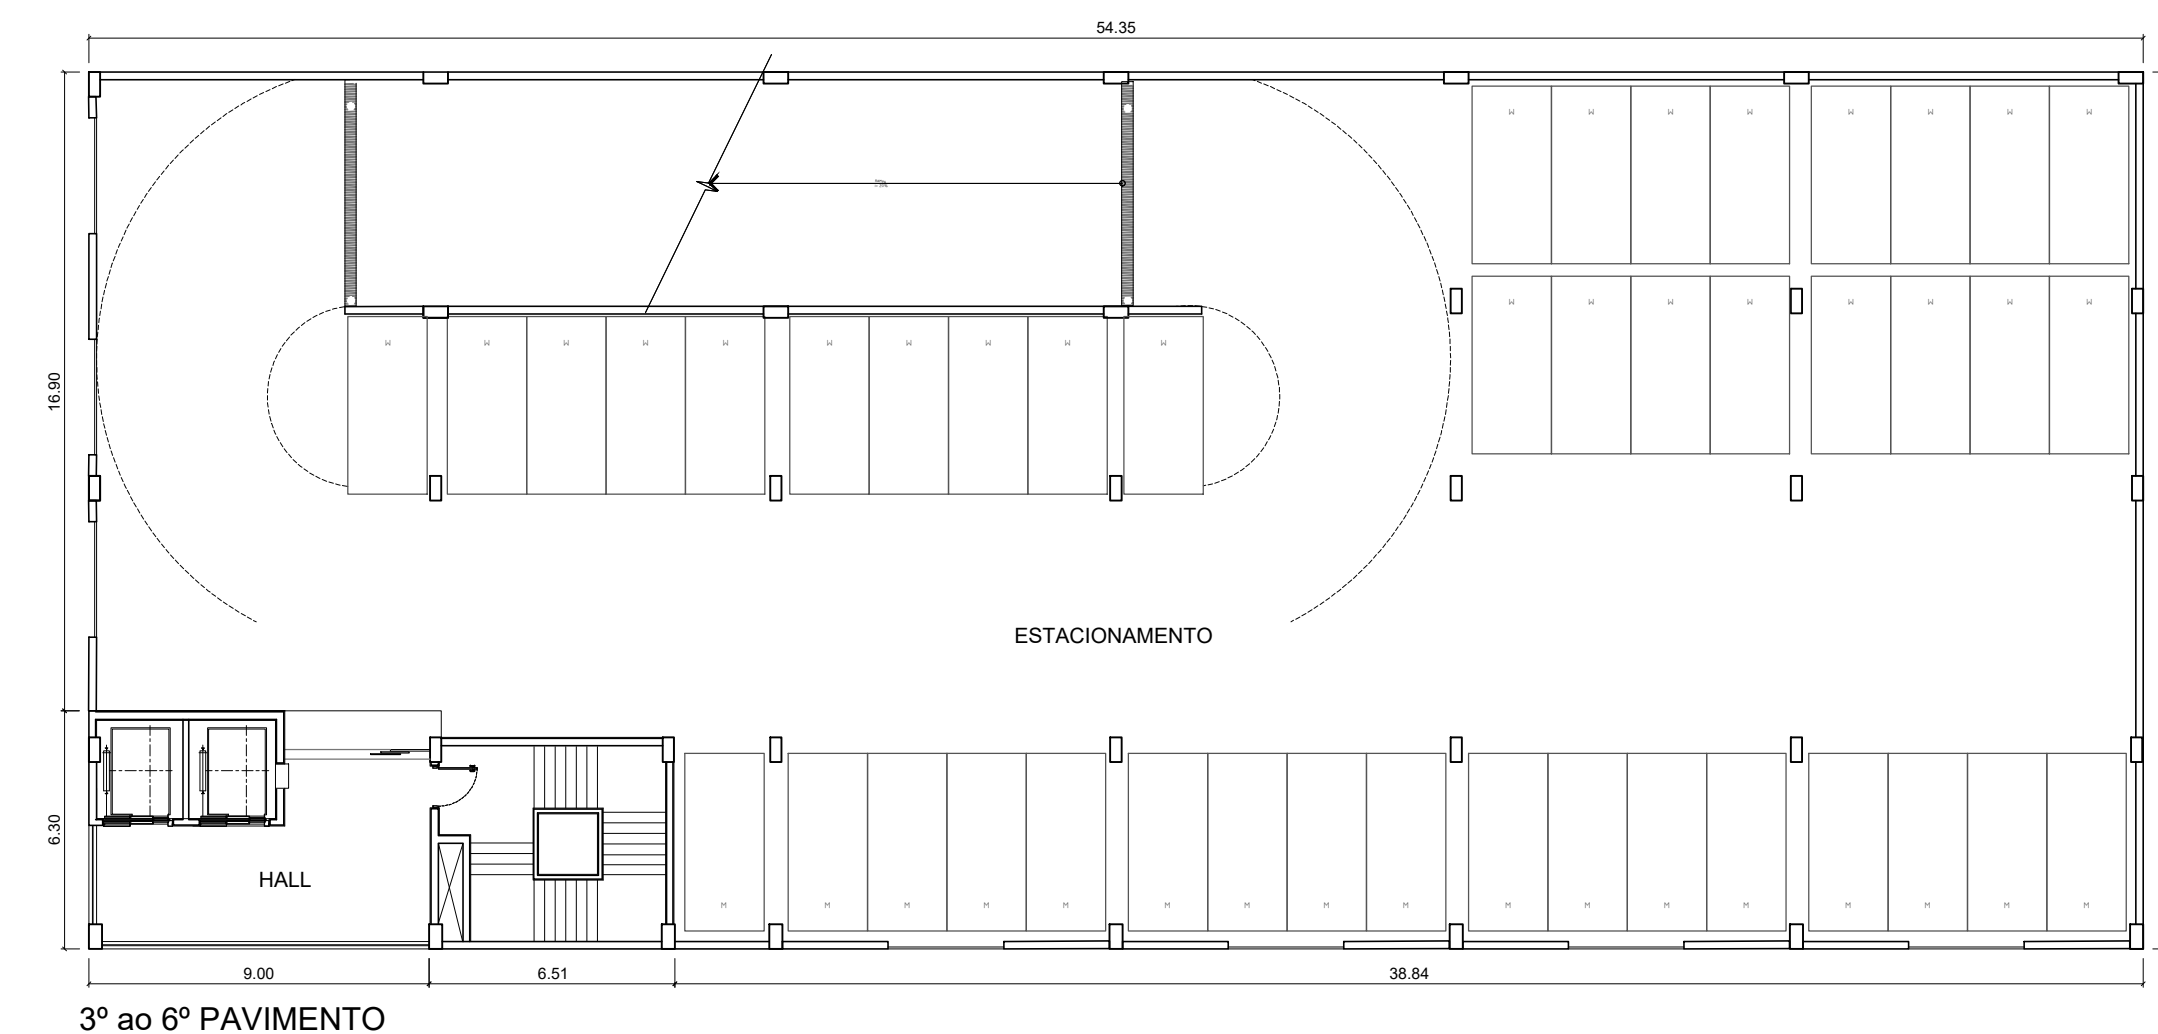 54.35
W W W W W W W W
W W W W W W W W
W W W W W W W W W W
16.90
ESTACIONAMENTO
6.30
HALL
M M M M M M M M M M M M M M M M M
9.00 6.51 38.84
3º ao 6º PAVIMENTO